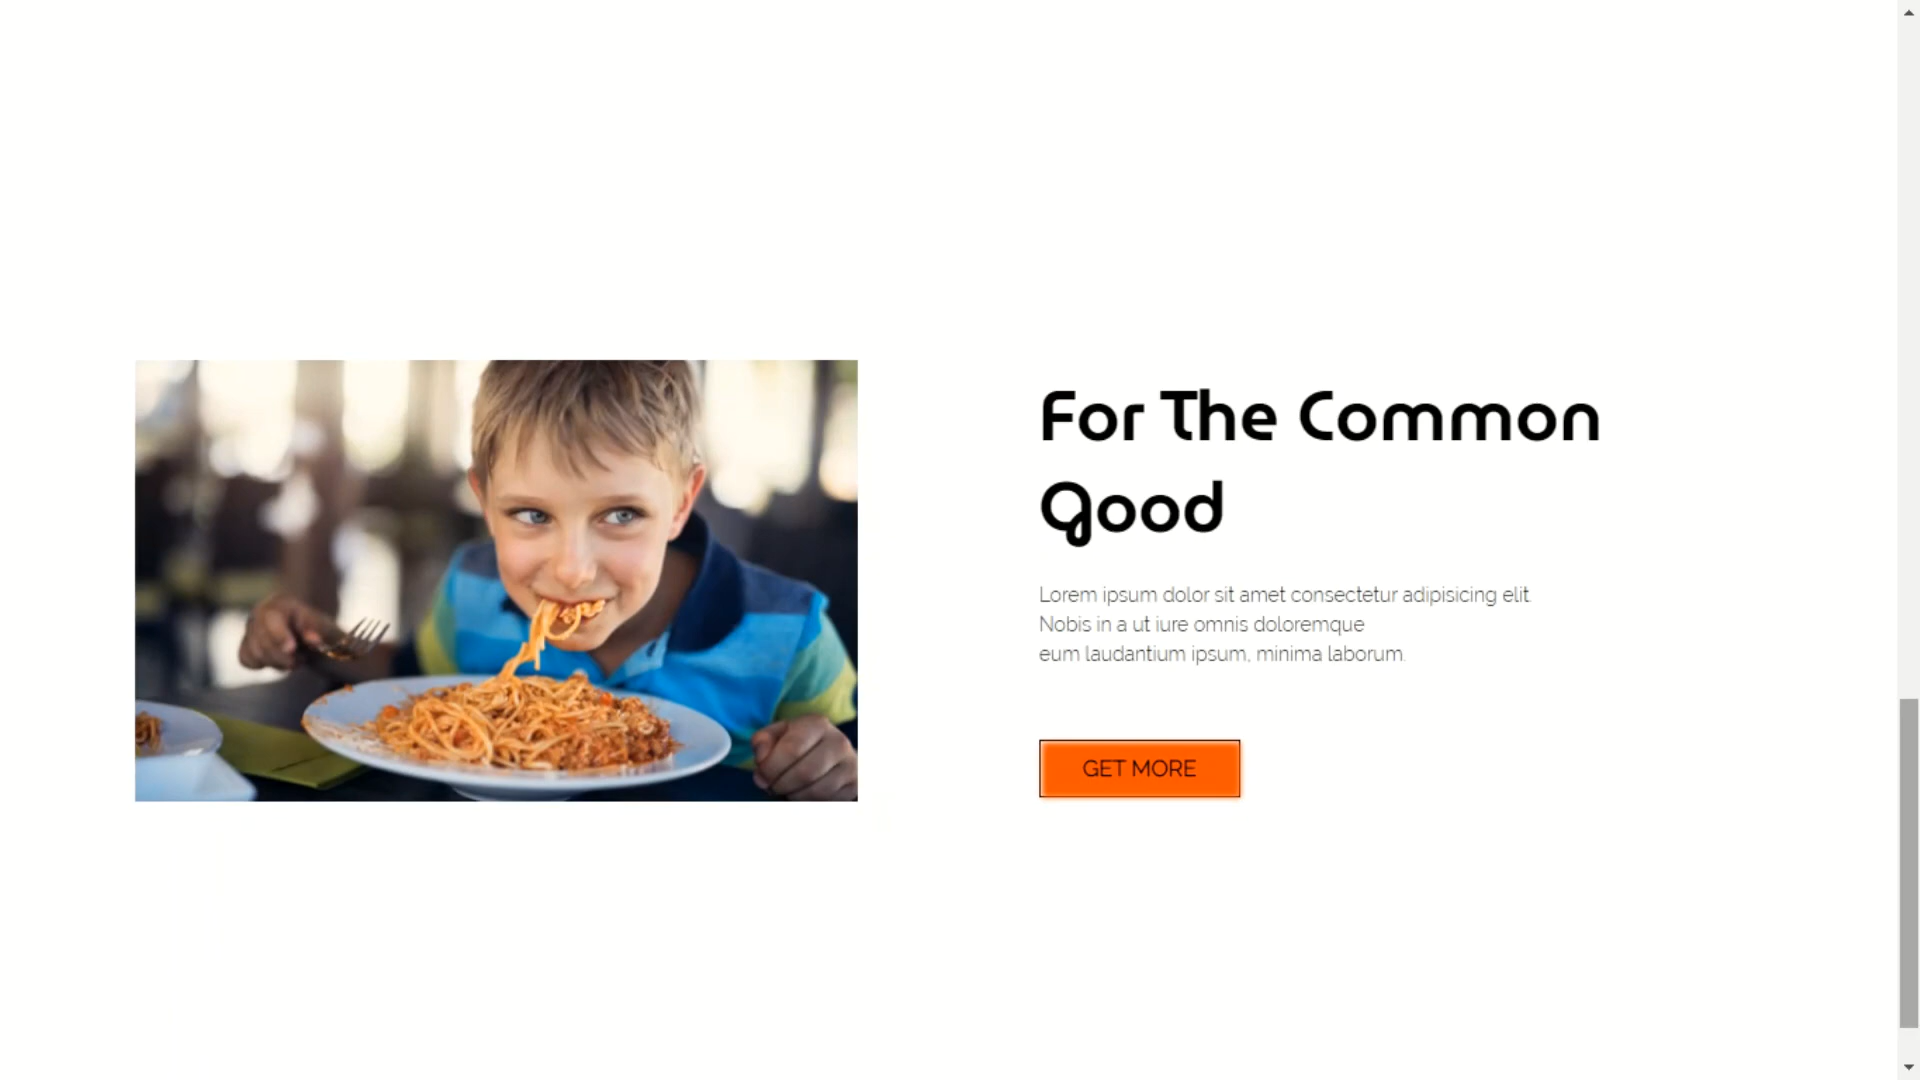 For The Common
Good
Lorem ipsum dolor sit amet consectetur adipisicing elit.
Nobis in a ut iure omnis doloremque
eum laudantium ipsum, minima laborum.
GET MORE